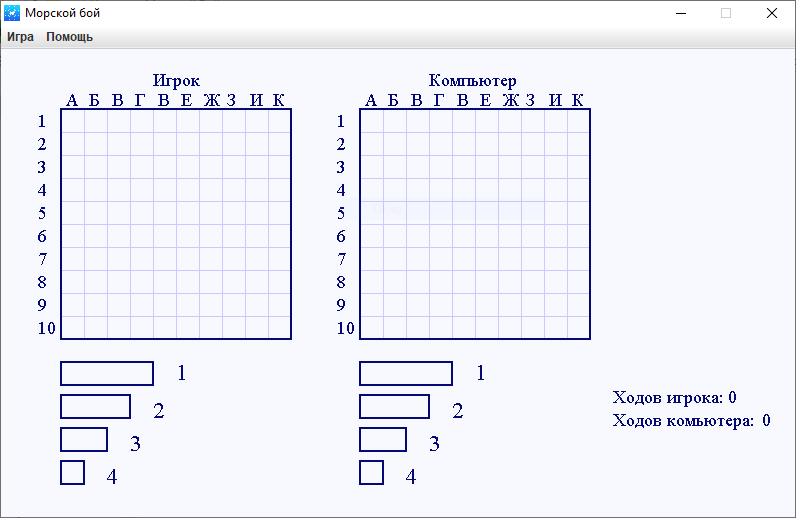 Морской бой
Игра Помощь
Игрок Компьютер
А Б В Г В Е Ж З И К А Б В Г В Е Ж З И К
1 1
2 2
3 3
4 4
5 5
6 6
7 7
8 8
9 9
10 10
1 1
2 2
3 3
4 4
Ходов игрока: 0
Ходов комьютера: 0